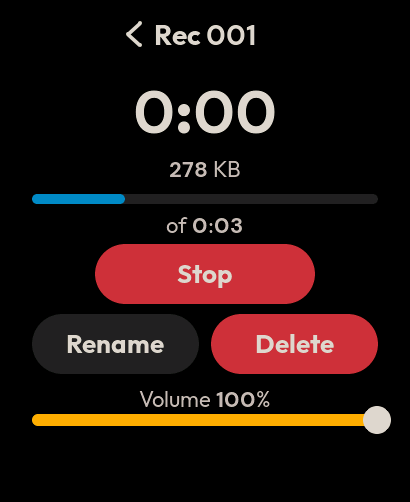 Rec 001
0:00
278 KB
of 0:03
Stop
Rename Delete
Volume 100%